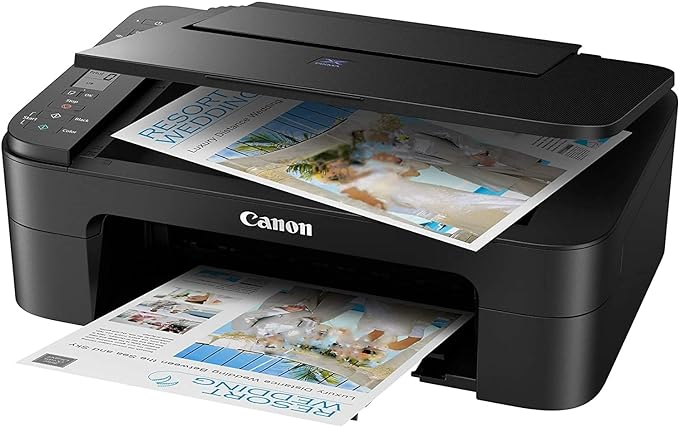 OK
Stop
Start
Black
Color
RESORT
WEDDING
Luxury Distance Wedding
Canon
Luxury Distance Wedding Between the Sea and Sky
RESORT
WEDDING